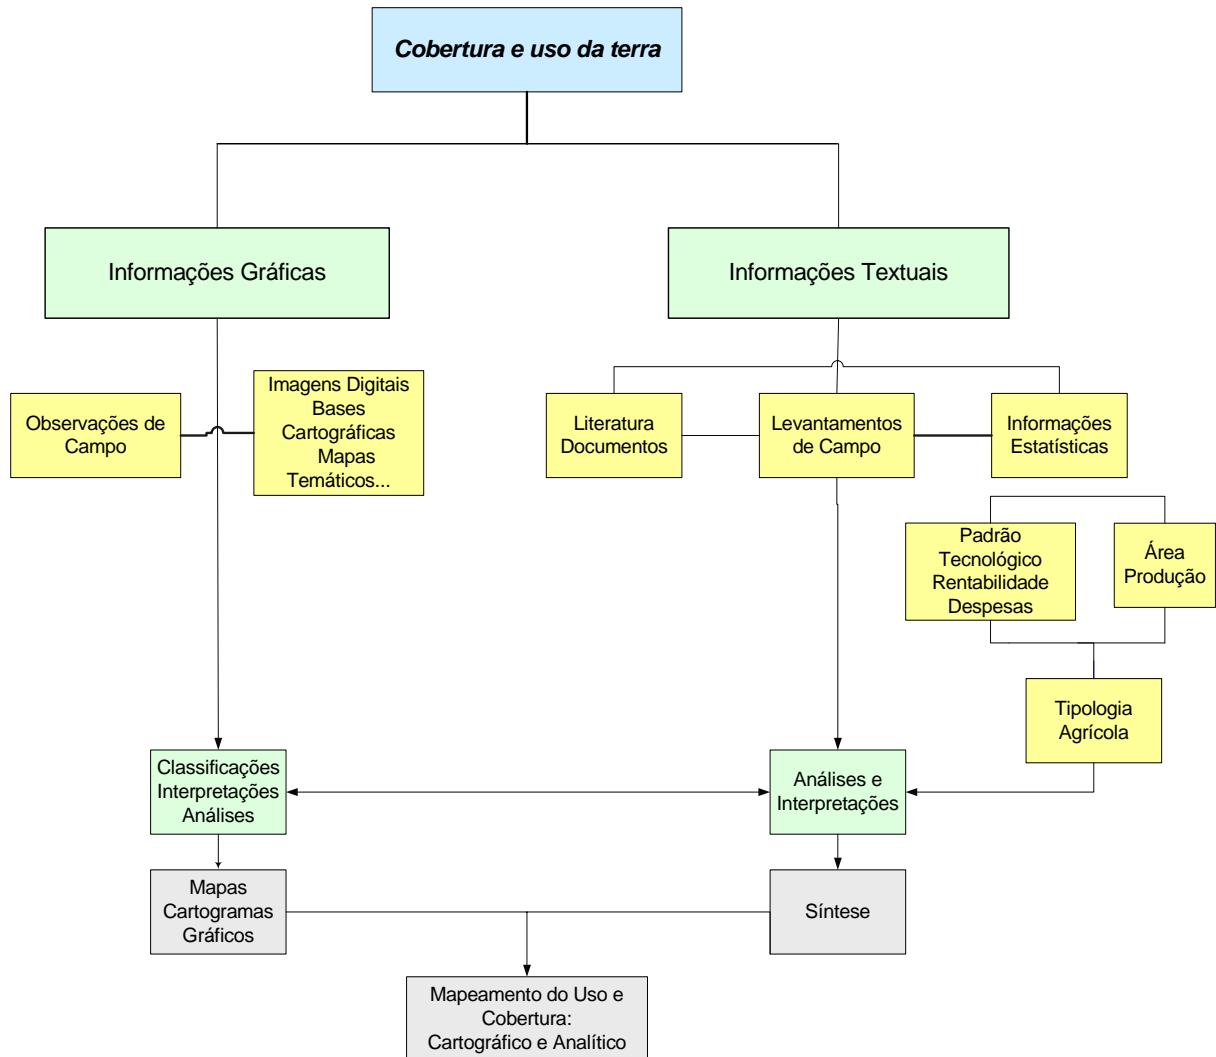 Cobertura e uso da terra
Informações Gráficas
Informações Textuais
Observações de
Campo
Imagens Digitais
Bases
Cartográficas
Mapas
Temáticos...
Literatura
Documentos
Levantamentos
de Campo
Informações
Estatísticas
Padrão
Tecnológico
Rentabilidade
Despesas
Área
Produção
Tipologia
Agrícola
Classificações
Interpretações
Análises
Análises e
Interpretações
Mapas
Cartogramas
Gráficos
Síntese
Mapeamento do Uso e
Cobertura:
Cartográfico e Analítico